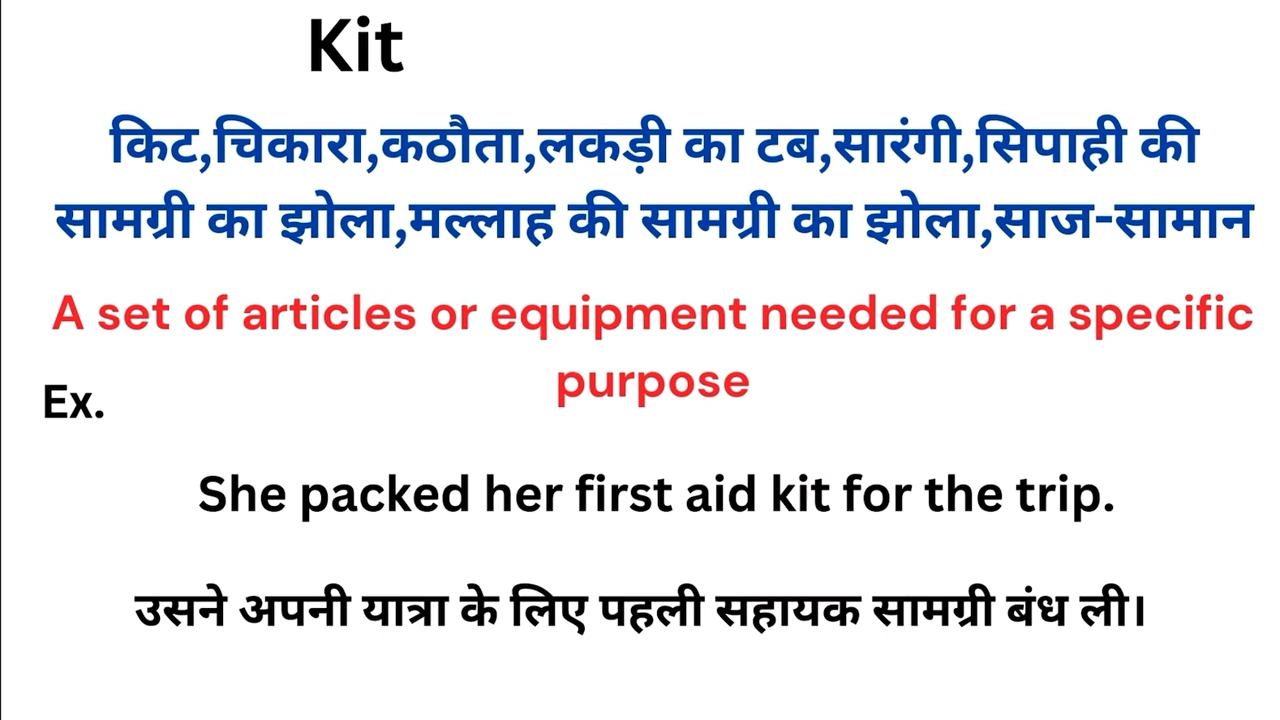 Kit
किट,चिकारा,कठौता,लकड़ी का टब,सारंगी,सिपाही की
सामग्री का झोला,मल्लाह की सामग्री का झोला,साज-सामान
A set of articles or equipment needed for a specific
purpose
Ex.
She packed her first aid kit for the trip.
उसने अपनी यात्रा के लिए पहली सहायक सामग्री बंध ली।